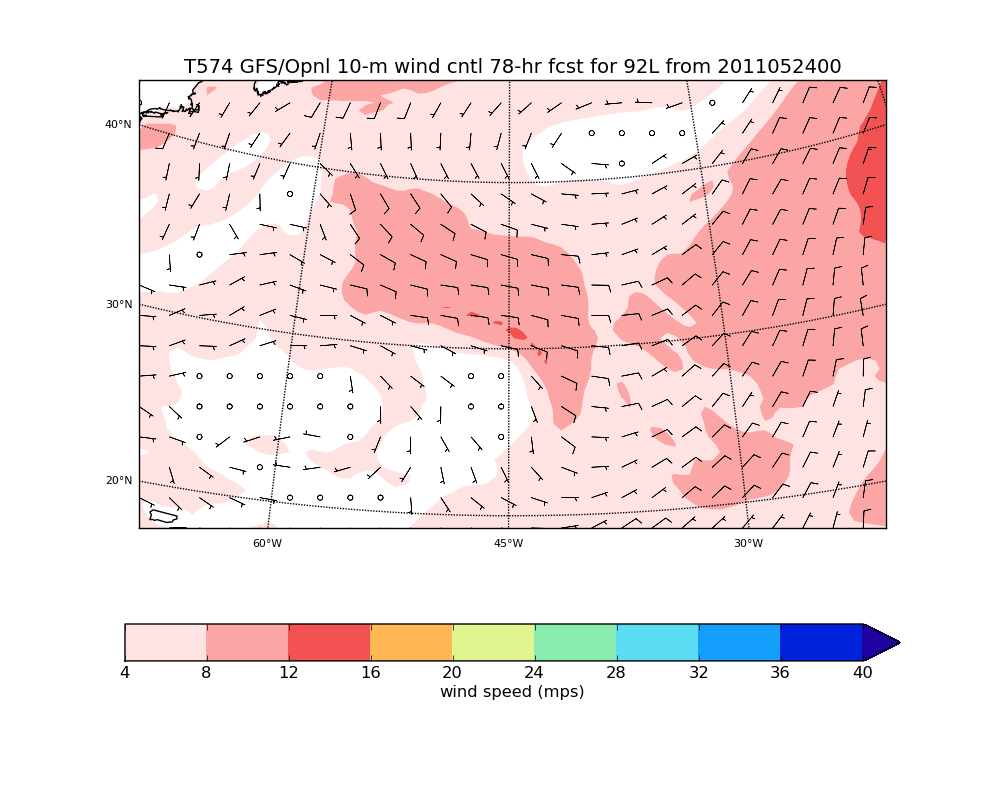 T574 GFS/Opnl 10-m wind cntl 78-hr fcst for 92L from 2011052400
40°N
30°N
20°N
60°W 45°W 30°W
4 8 12 16 20 24 28 32 36 40
wind speed (mps)